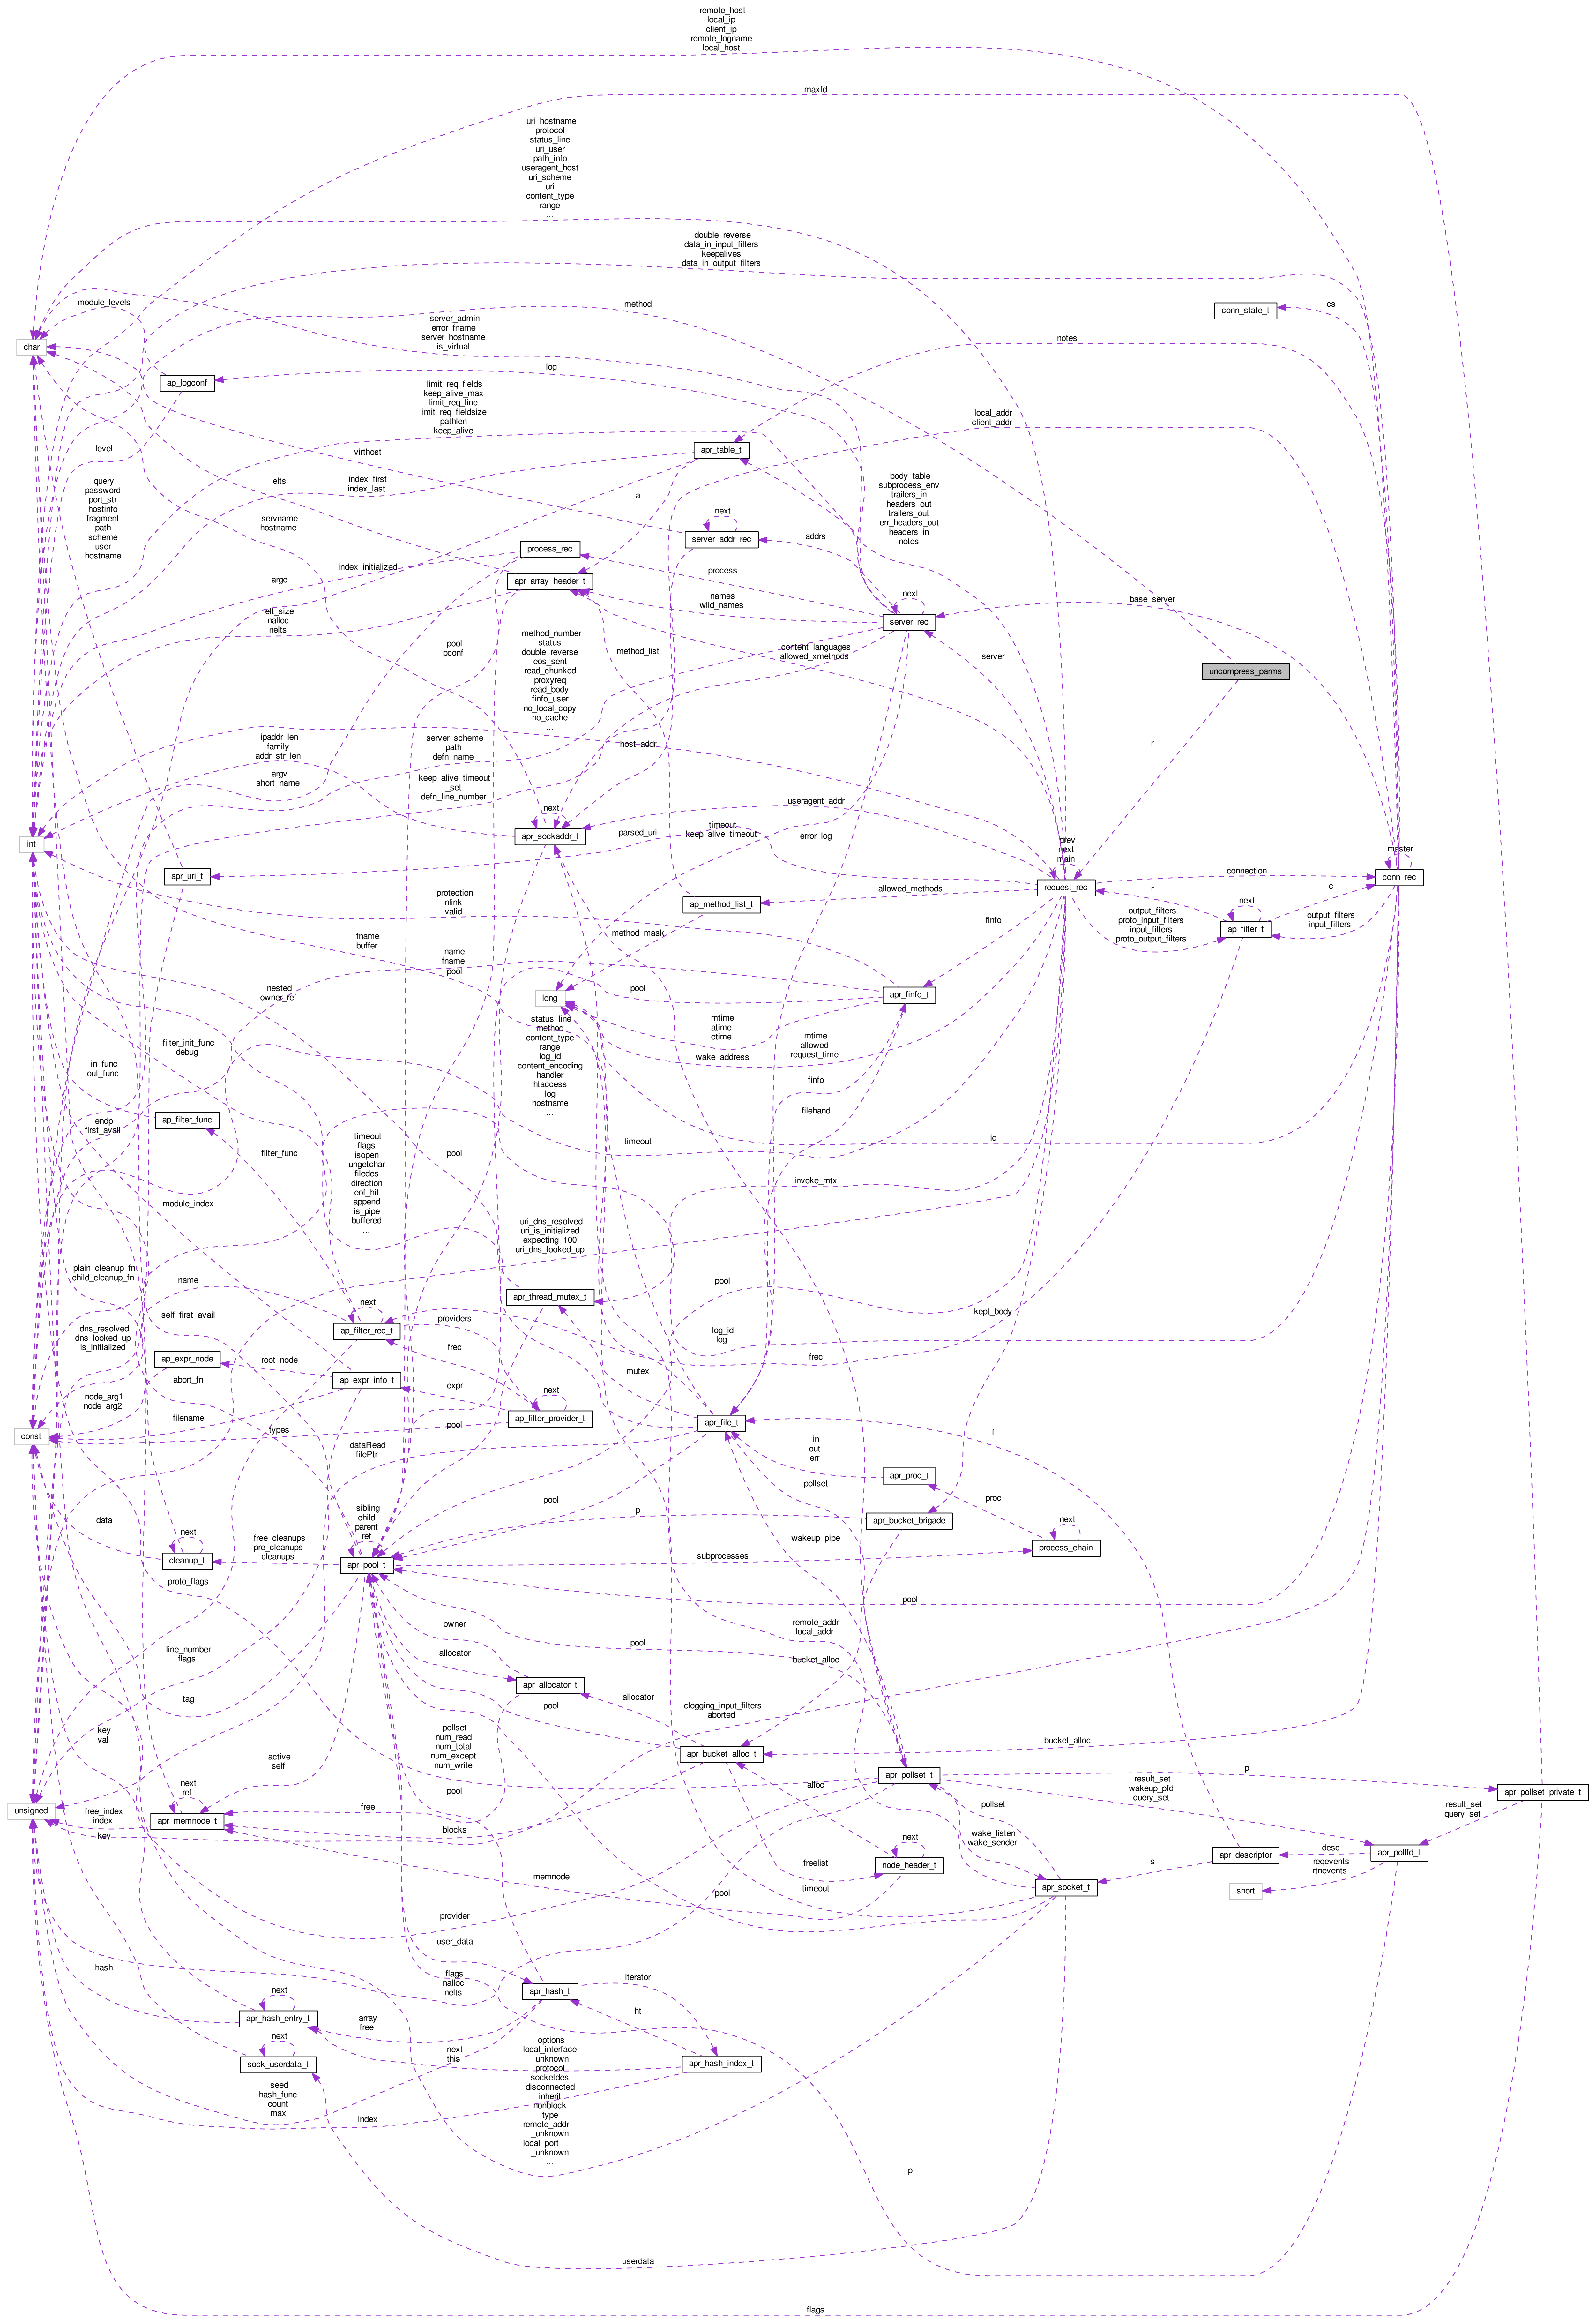 remote_host
local_ip
client_ip
remote_logname
local_host
maxfd
uri_hostname
protocol
status_line
uri_user
path_info
useragent_host
uri_scheme
uri
content_type
range
...
double_reverse
data_in_input_filters
keepalives
data_in_output_filters
module_levels
method
conn_state_t
cs
server_admin
error_fname
server_hostname
is_virtual
notes
char
log
ap_logconf
limit_req_fields
keep_alive_max
limit_req_line
limit_req_fieldsize
pathlen
keep_alive
local_addr
client_addr
level
virthost
apr_table_t
query
password
port_str
hostinfo
fragment
path
scheme
user
hostname
elts
index_first
index_last
a
body_table
subprocess_env
trailers_in
headers_out
trailers_out
err_headers_out
headers_in
notes
servname
hostname
next
server_addr_rec
addrs
process_rec
index_initialized
argc
apr_array_header_t
process
names
wild_names
next
server_rec
base_server
elt_size
nalloc
nelts
pool
pconf
method_number
status
double_reverse
eos_sent
read_chunked
proxyreq
read_body
finfo_user
no_local_copy
no_cache
...
method_list
content_languages
allowed_xmethods
server
uncompress_parms
ipaddr_len
family
addr_str_len
server_scheme
path
defn_name
host_addr
r
argv
short_name
keep_alive_timeout
_set
defn_line_number
next
apr_sockaddr_t
useragent_addr
int
parsed_uri
timeout
keep_alive_timeout
error_log
prev
next
main
master
apr_uri_t
request_rec
connection
conn_rec
protection
nlink
valid
ap_method_list_t
allowed_methods
r
c
next
ap_filter_t
output_filters
proto_input_filters
input_filters
proto_output_filters
output_filters
input_filters
fname
buffer
name
fname
pool
method_mask
finfo
nested
owner_ref
long
pool
apr_finfo_t
status_line
method
content_type
range
log_id
content_encoding
handler
htaccess
log
hostname
...
mtime
atime
ctime
wake_address
mtime
allowed
request_time
filter_init_func
debug
in_func
out_func
finfo
filehand
ap_filter_func
endp
first_avail
filter_func
timeout
flags
isopen
ungetchar
filedes
direction
eof_hit
append
is_pipe
buffered
...
pool
timeout
id
invoke_mtx
module_index
uri_dns_resolved
uri_is_initialized
expecting_100
uri_dns_looked_up
plain_cleanup_fn
child_cleanup_fn
name
pool
apr_thread_mutex_t
kept_body
self_first_avail
next
ap_filter_rec_t
providers
log_id
log
dns_resolved
dns_looked_up
is_initialized
frec
frec
ap_expr_node
root_node
mutex
abort_fn
ap_expr_info_t
expr
next
node_arg1
node_arg2
filename
ap_filter_provider_t
pool
apr_file_t
const
types
f
dataRead
filePtr
in
out
err
apr_proc_t
pollset
pool
sibling
child
parent
ref
p
apr_bucket_brigade
proc
next
process_chain
data
next
cleanup_t
free_cleanups
pre_cleanups
cleanups
apr_pool_t
wakeup_pipe
subprocesses
proto_flags
pool
owner
remote_addr
local_addr
pool
line_number
flags
allocator
bucket_alloc
tag
apr_allocator_t
allocator
clogging_input_filters
aborted
key
val
pool
bucket_alloc
pollset
num_read
num_total
num_except
num_write
active
self
apr_bucket_alloc_t
apr_pollset_t
p
result_set
wakeup_pfd
query_set
apr_pollset_private_t
alloc
pool
unsigned
next
ref
free
apr_memnode_t
free_index
index
key
blocks
pollset
result_set
query_set
wake_listen
wake_sender
next
node_header_t
freelist
desc
apr_descriptor
apr_pollfd_t
reqevents
rtnevents
short
memnode
timeout
s
apr_socket_t
pool
provider
user_data
hash
flags
nalloc
nelts
iterator
apr_hash_t
next
apr_hash_entry_t
array
free
ht
next
this
next
sock_userdata_t
options
local_interface
_unknown
protocol
socketdes
disconnected
inherit
nonblock
type
remote_addr
_unknown
local_port
_unknown
...
apr_hash_index_t
seed
hash_func
count
max
index
p
userdata
flags